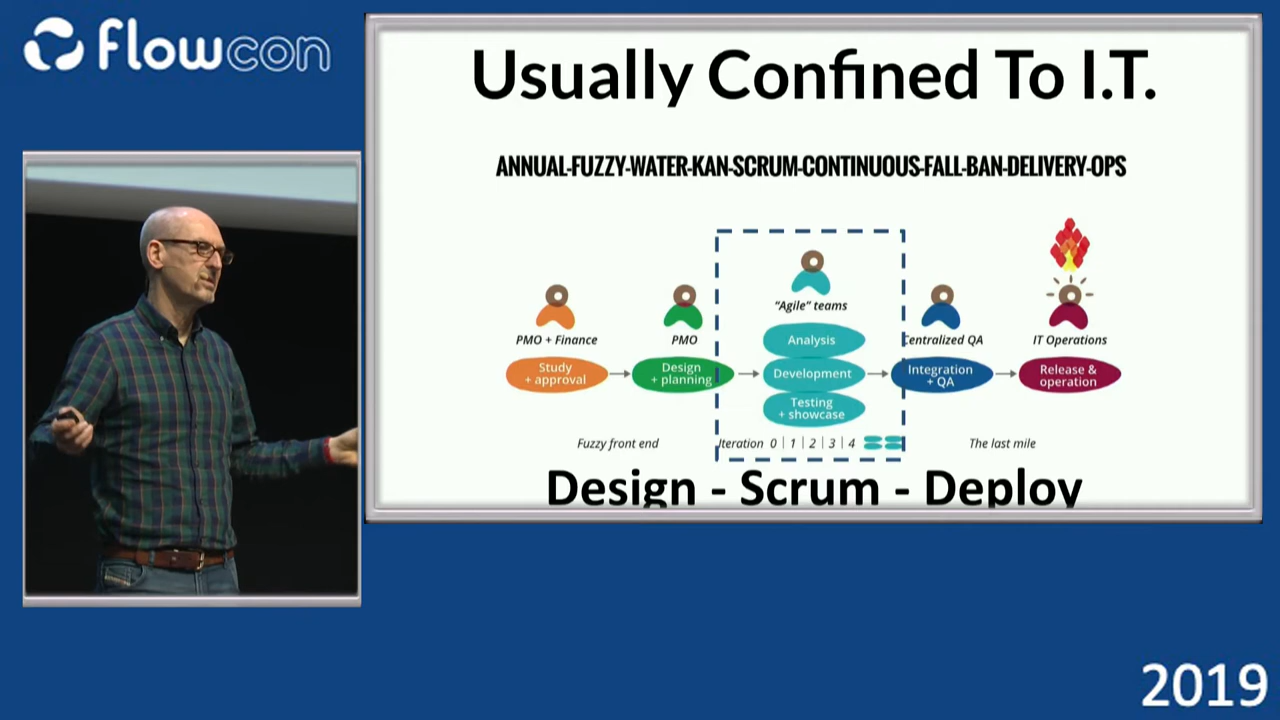 flowcon
Usually Confined To I.T.
ANNUAL-FUZZY-WATER-KAN-SCRUM-CONTINUOUS-FALL-BAN-DELIVERY-OPS
"Agile" teams
PMO + Finance
PMO
Centralized QA
IT Operations
Analysis
Study
+ approval
Design
+ planning
Development
Integration
+ QA
Release &
operation
Testing
+ showcase
Fuzzy front end
Iteration 0 | 1 | 2 | 3 | 4
The last mile
Design - Scrum - Deploy
2019